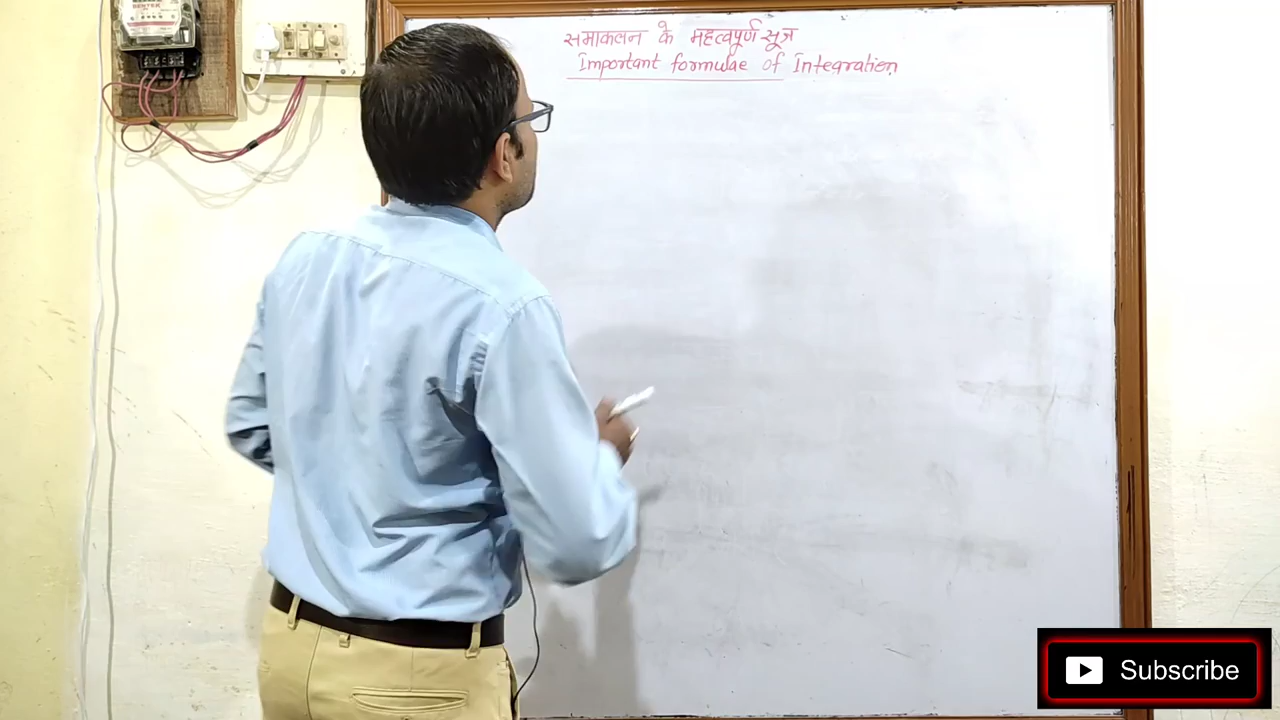 समाकलन के महत्वपूर्ण सूत्र
Important formulae of Integration
Subscribe